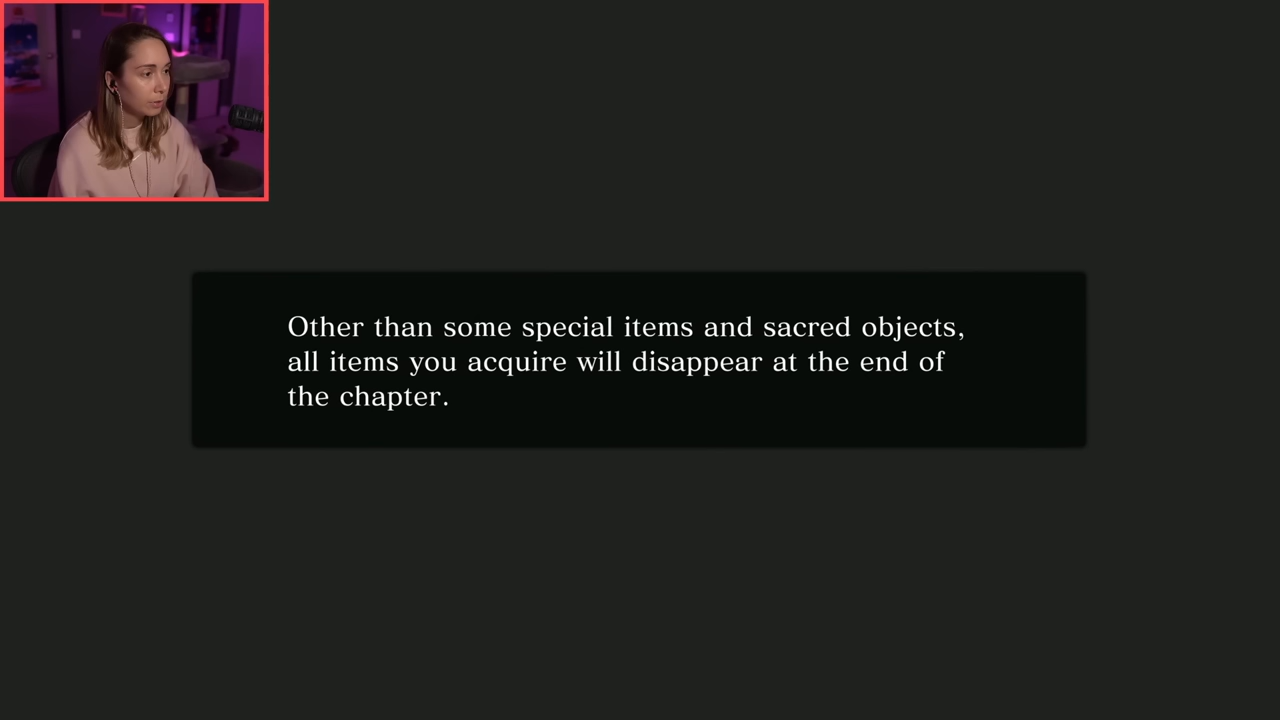 Other than some special items and sacred objects,
all items you acquire will disappear at the end of
the chapter.